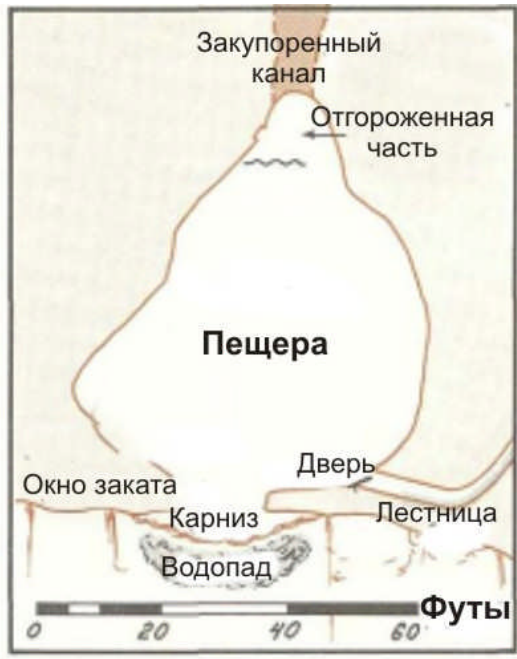 Закупоренный
канал
Отгороженная
часть
Пещера
Дверь
Окно заката
Карниз
Лестница
Водопад
Футы
0 20 40 60